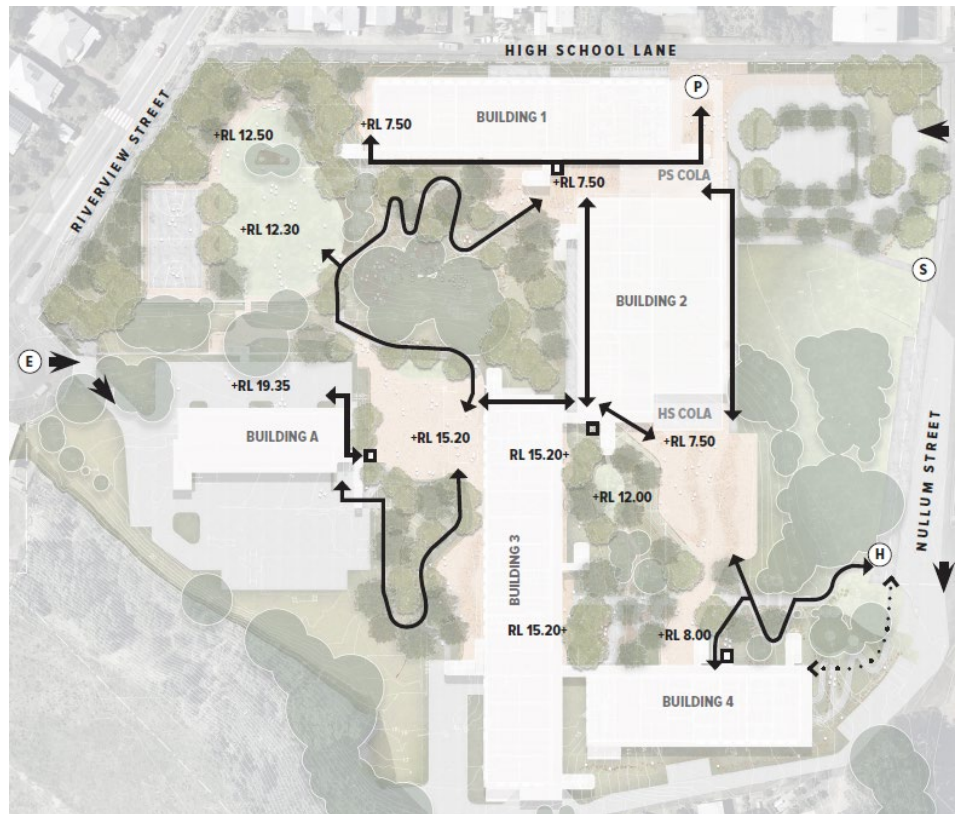 HIGH SCHOOL LANE
RIVERVIEW STREET
P
BUILDING 1
+RL 7.50
+RL 12.50
PS COLA
+RL 7.50
+RL 12.30
S
BUILDING 2
E
+RL 19.35
HS COLA
BUILDING A
+RL 15.20
+RL 7.50
RL 15.20+
+RL 12.00
NULLUM STREET
H
BUILDING 3
RL 15.20+
+RL 8.00
BUILDING 4